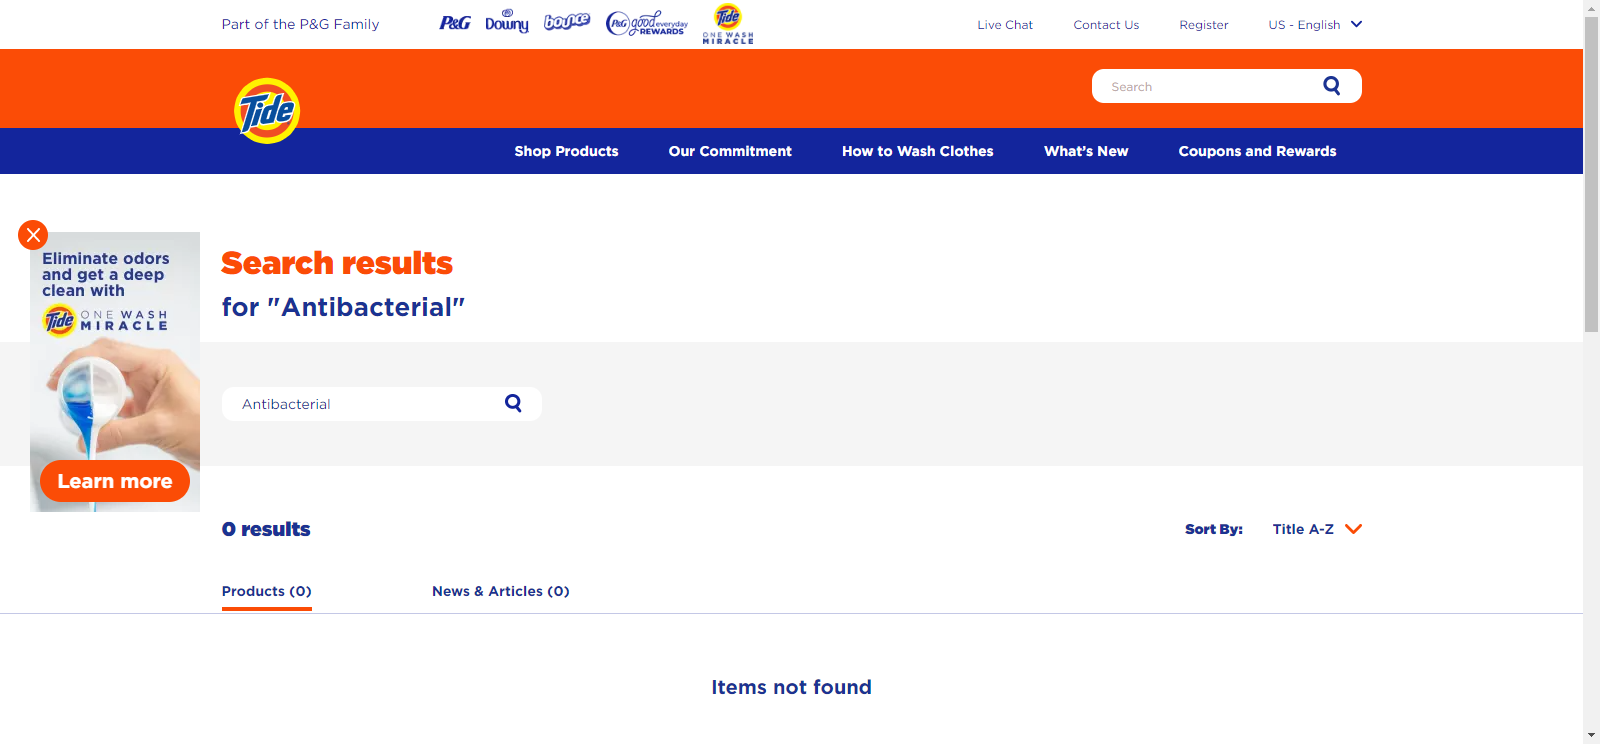 Part of the P&G Family
P&G
Downy
bounce
P&G good everyday
REWARDS
Tide
ONE WASH
MIRACLE
Live Chat
Contact Us
Register
US - English
Tide
Search
Shop Products
Our Commitment
How to Wash Clothes
What's New
Coupons and Rewards
Eliminate odors
and get a deep
clean with
Tide ONE WASH
MIRACLE
Learn more
Search results
for "Antibacterial"
Antibacterial
0 results
Sort By:
Title A-Z
Products (0)
News & Articles (0)
Items not found